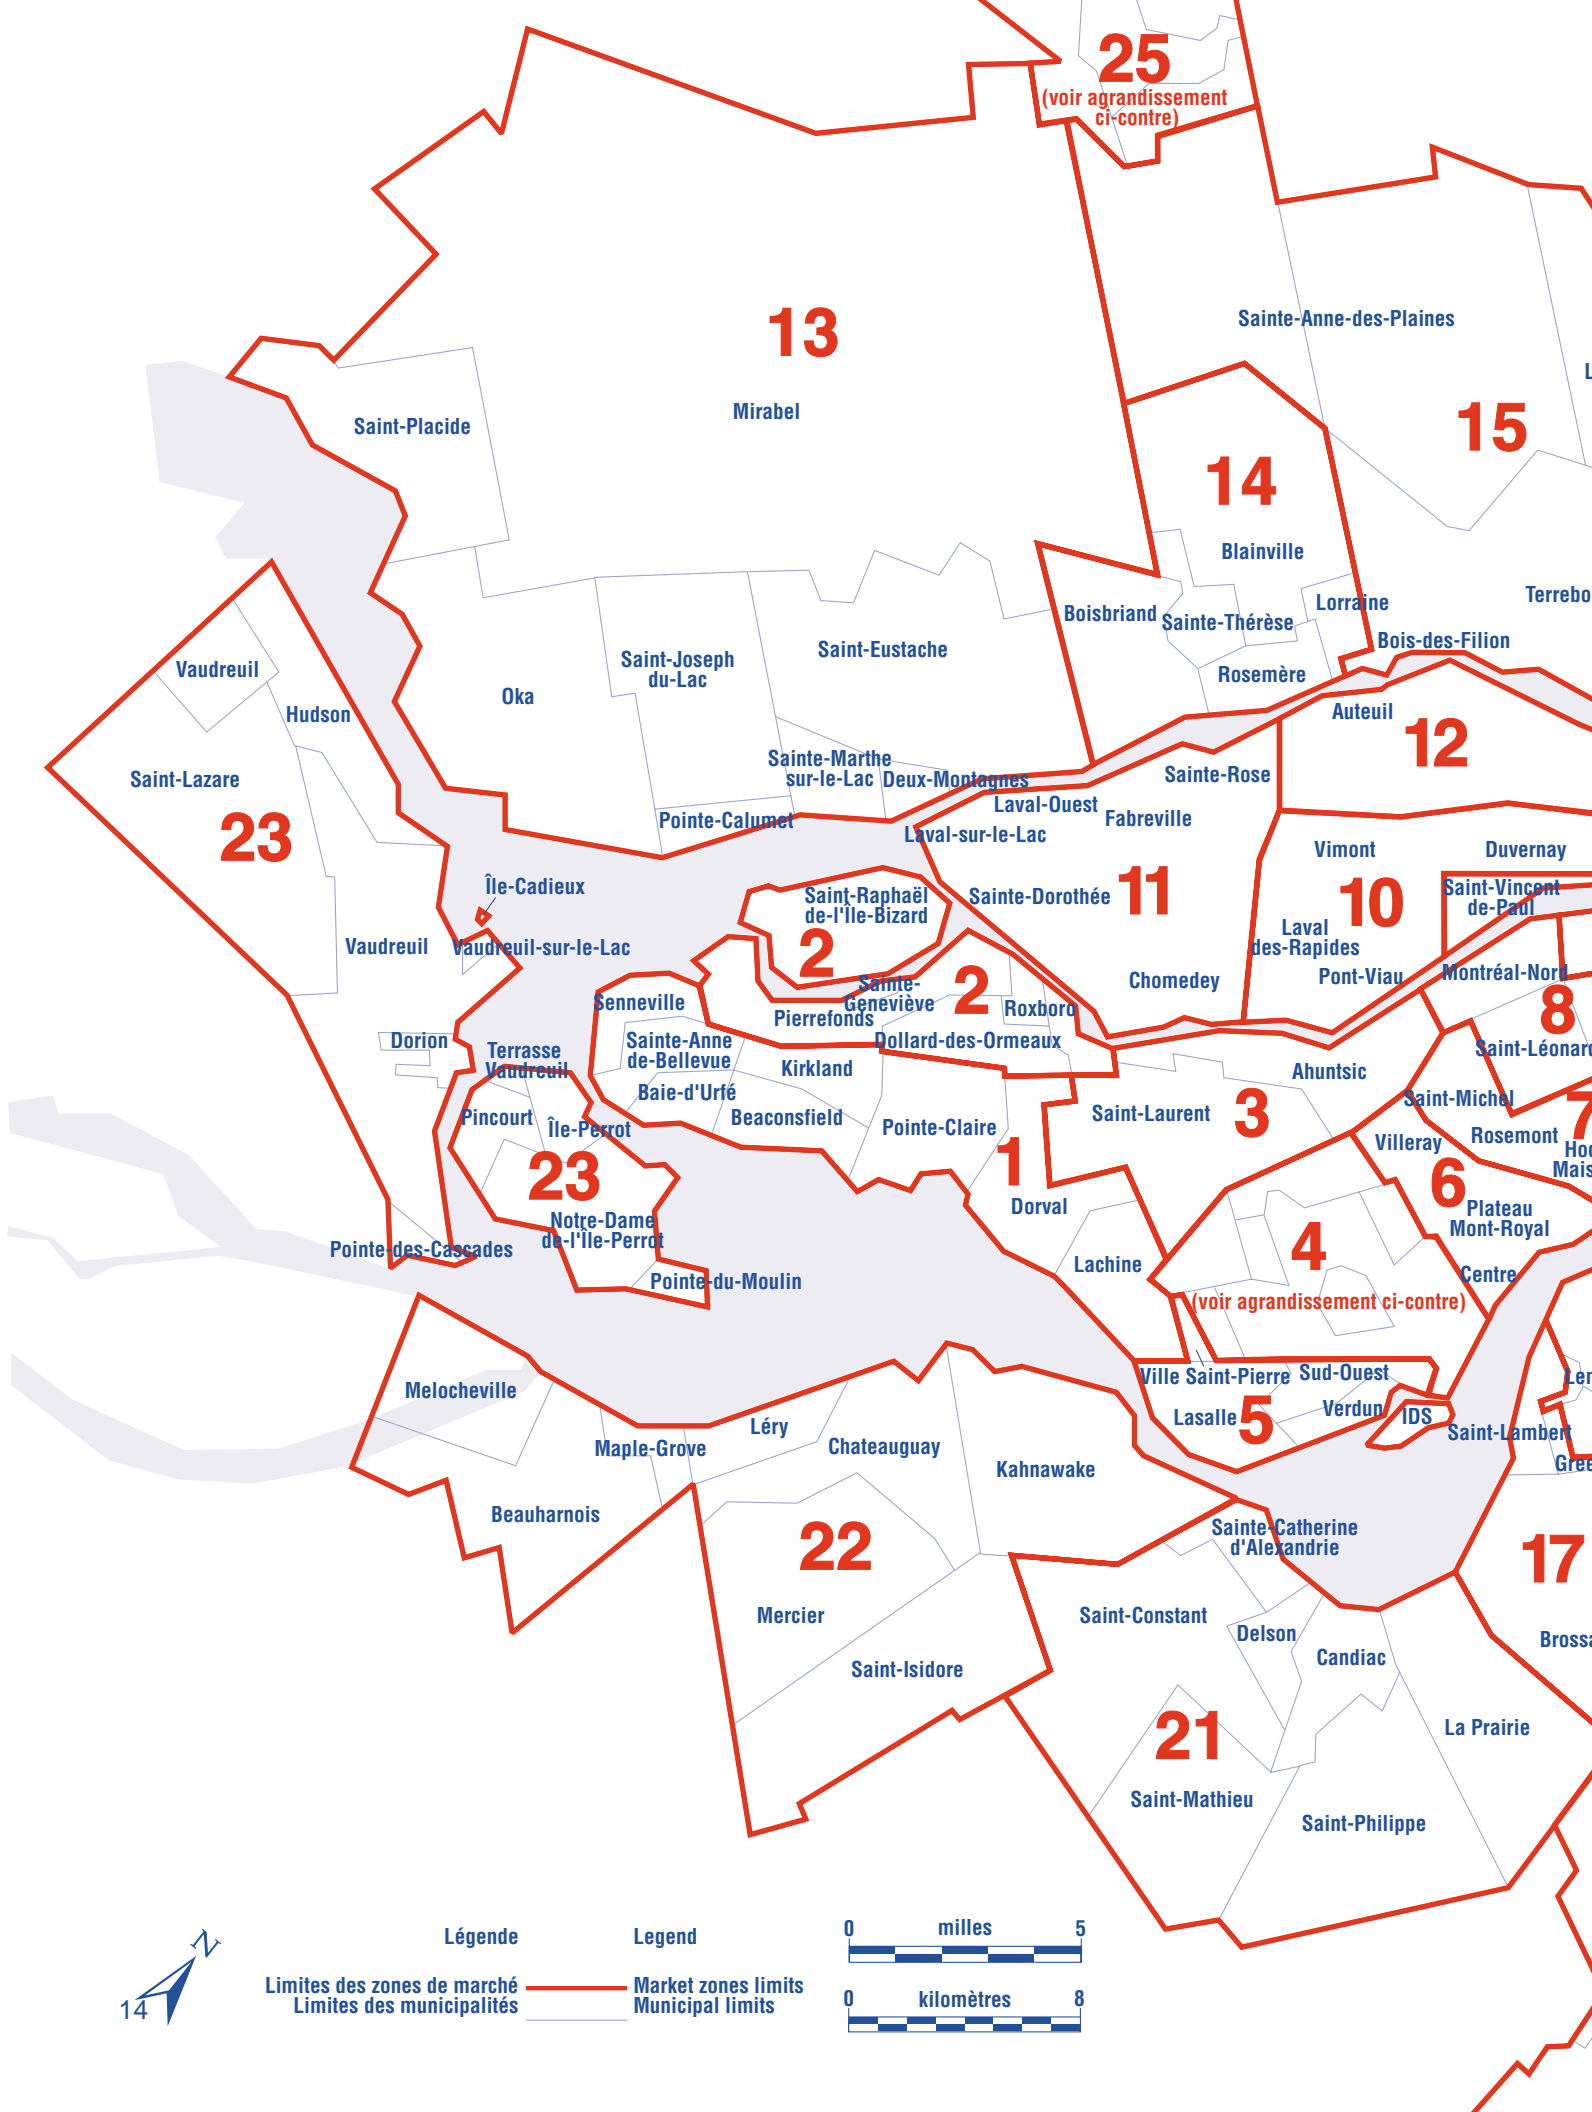 25
(voir agrandissement
ci-contre)
13
Mirabel
Sainte-Anne-des-Plaines
15
Saint-Placide
14
Blainville
Boisbriand
Sainte-Thérèse
Lorraine
Bois-des-Filion
Rosemère
Saint-Eustache
Saint-Joseph
du-Lac
Oka
Vaudreuil
Hudson
Saint-Lazare
23
Auteuil
12
Sainte-Marthe
sur-le-Lac
Deux-Montagnes
Pointe-Calumet
Sainte-Rose
Laval-Ouest
Fabreville
Laval-sur-le-Lac
Vimont
Duvernay
Île-Cadieux
Saint-Raphaël
de-l'Île-Bizard
2
Sainte-Dorothée
11
10
Saint-Vincent
de-Paul
Laval
des-Rapides
Vaudreuil
Vaudreuil-sur-le-Lac
Chomedey
Pont-Viau
Montréal-Nord
Senneville
Sainte-
Geneviève
2
Roxboro
8
Pierrefonds
Dollard-des-Ormeaux
Dorion
Terrasse
Vaudreuil
Sainte-Anne
de-Bellevue
Kirkland
Ahuntsic
Saint-Léonard
Baie-d'Urfé
Beaconsfield
Pointe-Claire
Pincourt
Île-Perrot
Saint-Laurent
3
Saint-Michel
7
Villeray
Rosemont
23
1
6
Dorval
Plateau
Mont-Royal
Notre-Dame
de-l'Île-Perrot
4
Pointe-des-Cascades
Pointe-du-Moulin
Lachine
Centre
(voir agrandissement ci-contre)
Ville Saint-Pierre
Sud-Ouest
Melocheville
Léry
Lasalle
5
Verdun
IDS
Saint-Lambert
Maple-Grove
Chateauguay
Kahnawake
Beauharnois
22
Sainte-Catherine
d'Alexandrie
17
Mercier
Saint-Constant
Delson
Candiac
Saint-Isidore
21
La Prairie
Saint-Mathieu
Saint-Philippe
N
14
Légende Legend
Limites des zones de marché Market zones limits
Limites des municipalités Municipal limits
0 milles 5
0 kilomètres 8